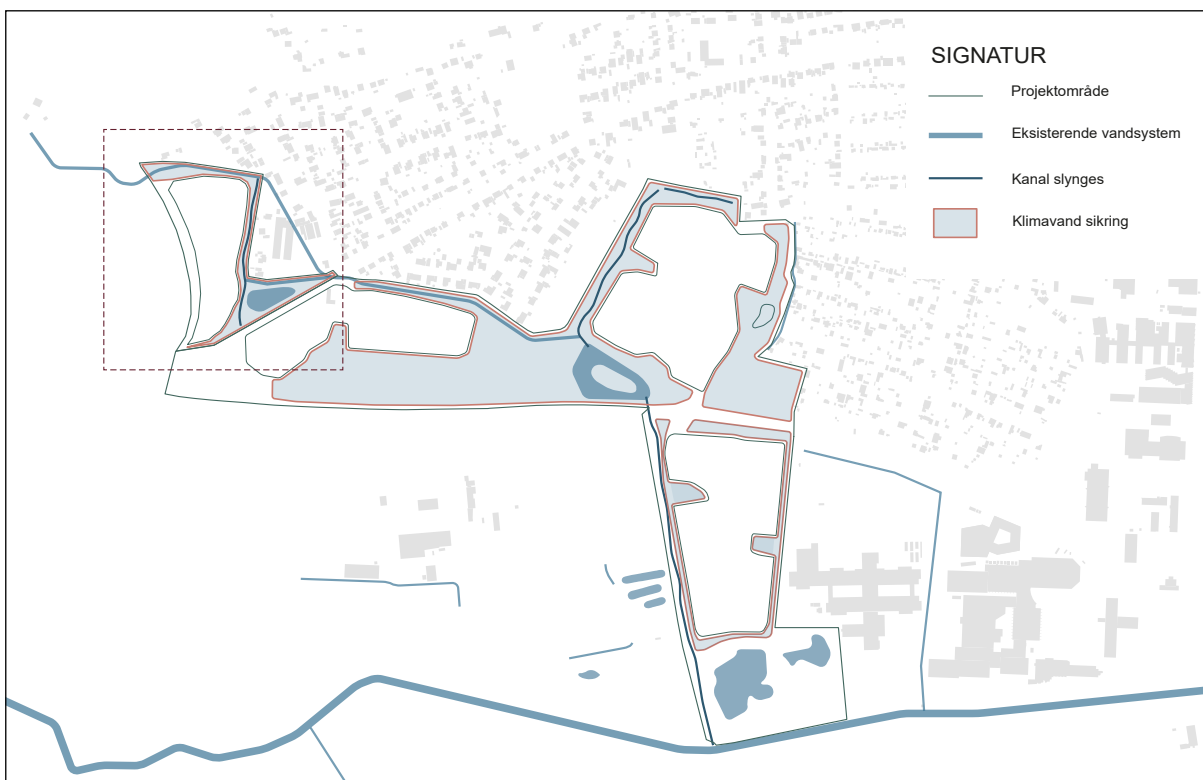 SIGNATUR
Projektområde
Eksisterende vandsystem
Kanal slynges
Klimavand sikring